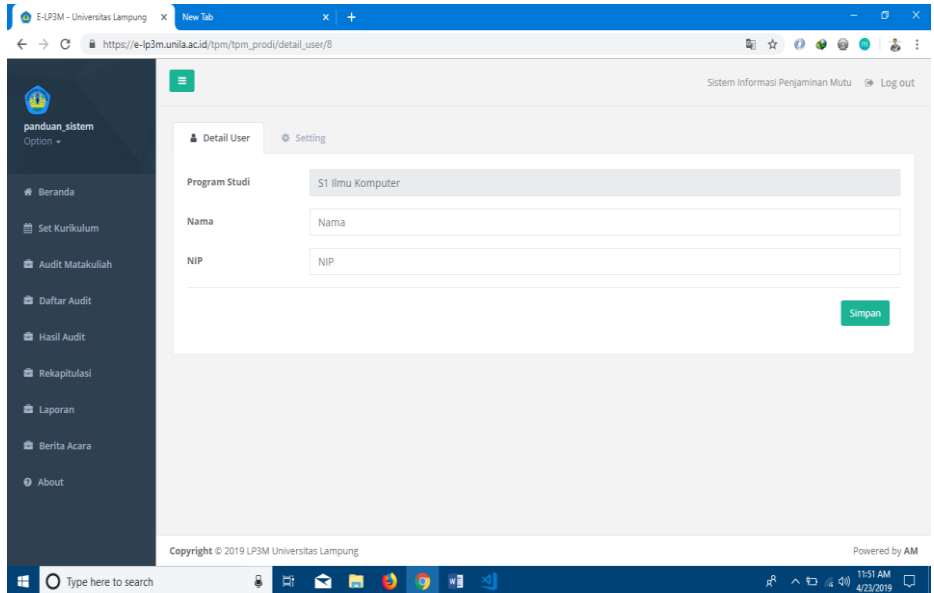 E-LP3M - Universitas Lampung
New Tab
https://e-lp3m.unila.ac.id/tpm/tpm_prodi/detail_user/8
panduan_sistem
Option
Beranda
Set Kurikulum
Audit Matakuliah
Daftar Audit
Hasil Audit
Rekapitulasi
Laporan
Berita Acara
About
Sistem Informasi Penjaminan Mutu Log out
Detail User Setting
Program Studi S1 Ilmu Komputer
Nama Nama
NIP NIP
Simpan
Copyright © 2019 LP3M Universitas Lampung Powered by AM
Type here to search
11:51 AM
4/23/2019